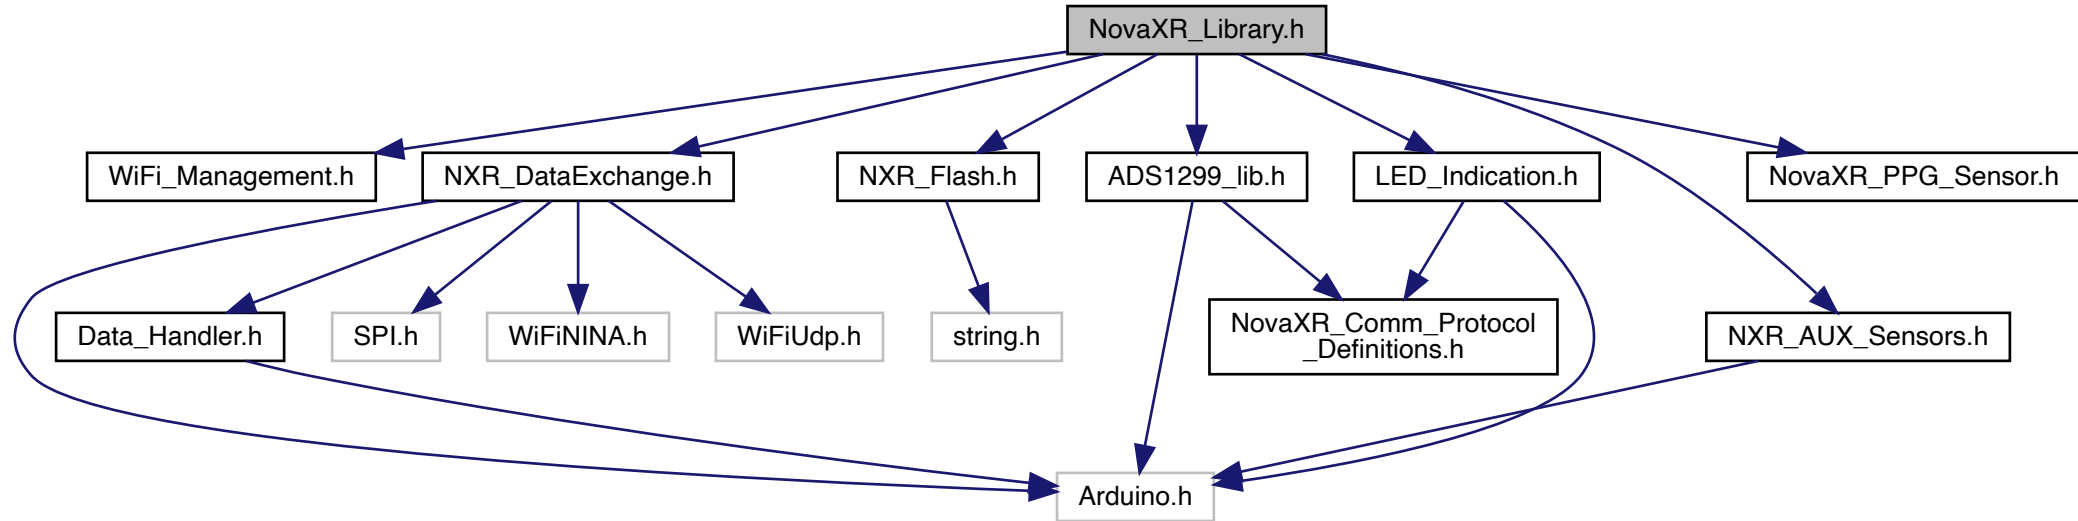 NovaXR_Library.h
WiFi_Management.h
NXR_DataExchange.h
NXR_Flash.h
ADS1299_lib.h
LED_Indication.h
NovaXR_PPG_Sensor.h
Data_Handler.h
SPI.h
WiFiNINA.h
WiFiUdp.h
string.h
NovaXR_Comm_Protocol
_Definitions.h
NXR_AUX_Sensors.h
Arduino.h